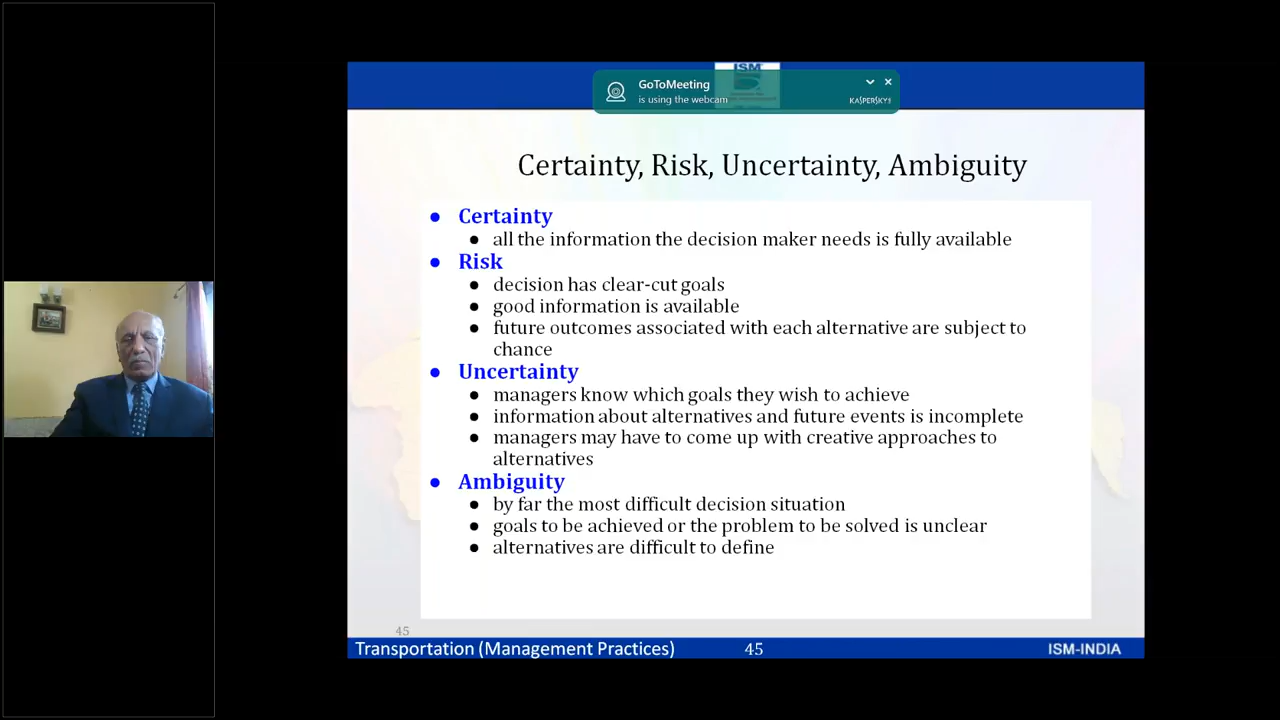 ISM
GoToMeeting
is using the webcam
KASPERSKY
Certainty, Risk, Uncertainty, Ambiguity
● Certainty
● all the information the decision maker needs is fully available
● Risk
● decision has clear-cut goals
● good information is available
● future outcomes associated with each alternative are subject to
chance
● Uncertainty
● managers know which goals they wish to achieve
● information about alternatives and future events is incomplete
● managers may have to come up with creative approaches to
alternatives
● Ambiguity
● by far the most difficult decision situation
● goals to be achieved or the problem to be solved is unclear
● alternatives are difficult to define
45
Transportation (Management Practices)
45
ISM-INDIA